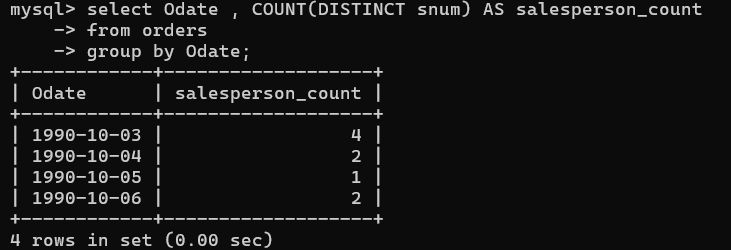 mysql> select Odate , COUNT(DISTINCT snum) AS salesperson_count
    -> from orders
    -> group by Odate;
+------------+-------------------+
| Odate      | salesperson_count |
+------------+-------------------+
| 1990-10-03 |                 4 |
| 1990-10-04 |                 2 |
| 1990-10-05 |                 1 |
| 1990-10-06 |                 2 |
+------------+-------------------+
4 rows in set (0.00 sec)